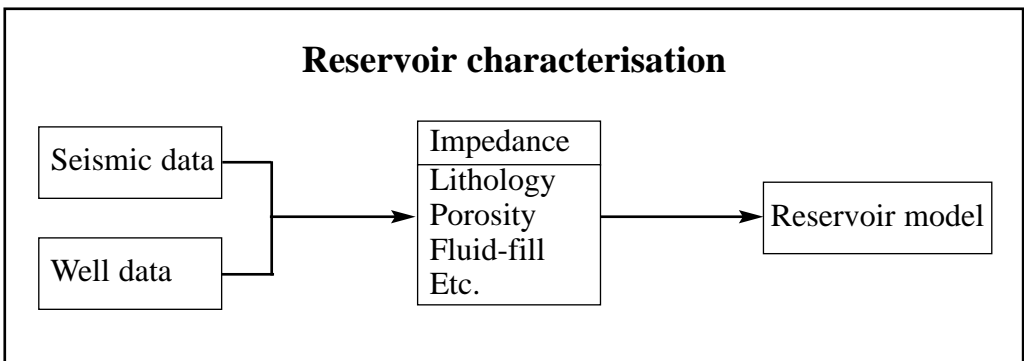 Reservoir characterisation
Seismic data
Well data
Impedance
Lithology
Porosity
Fluid-fill
Etc.
Reservoir model